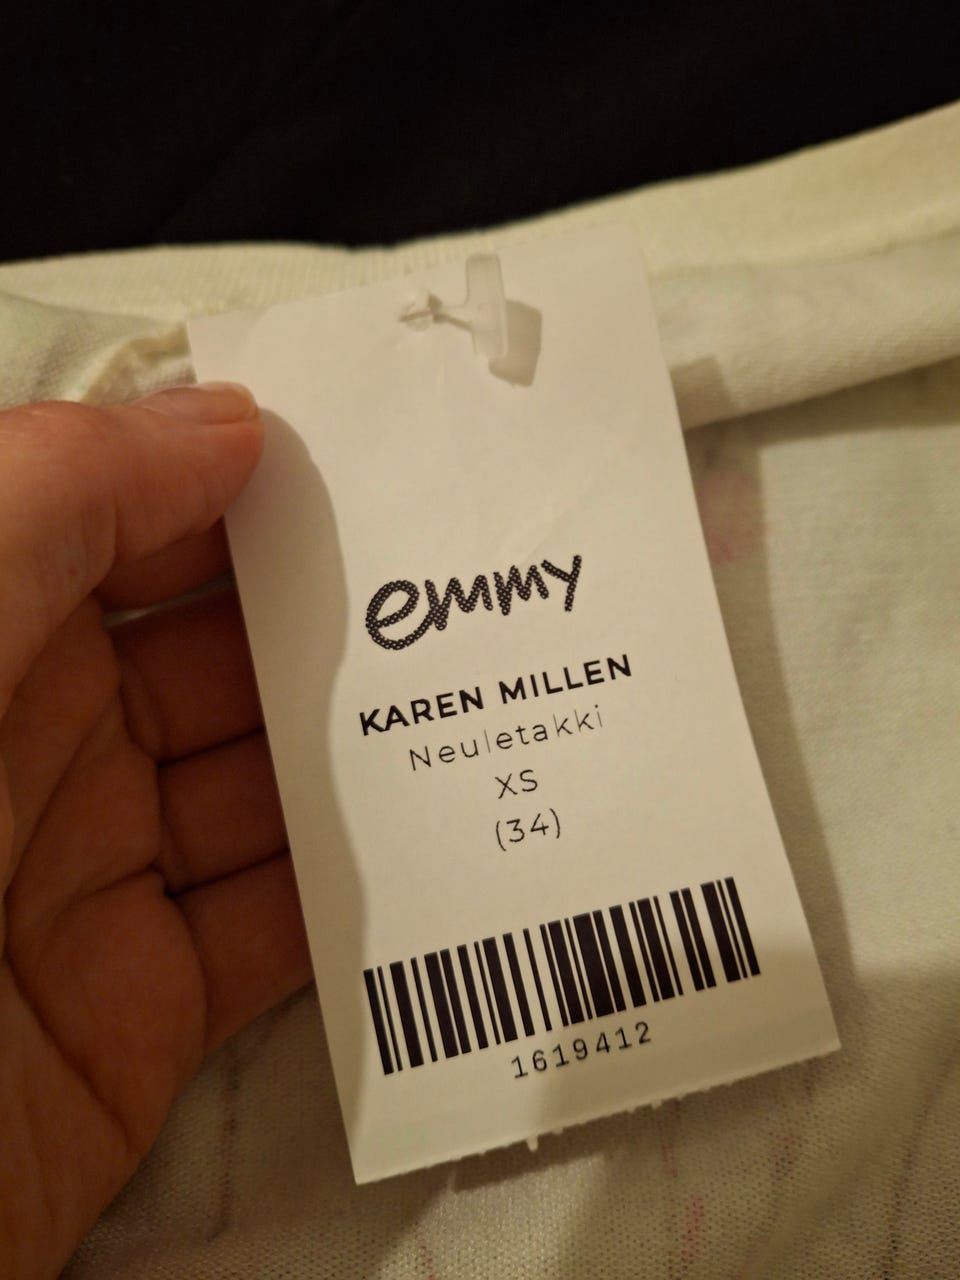 emmy
KAREN MILLEN
Neuletakki
XS
(34)
1619412